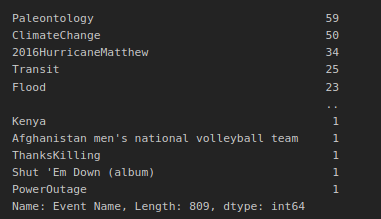 Paleontology 59
ClimateChange 50
2016HurricaneMatthew 34
Transit 25
Flood 23
..
Kenya 1
Afghanistan men's national volleyball team 1
ThanksKilling 1
Shut 'Em Down (album) 1
PowerOutage 1
Name: Event Name, Length: 809, dtype: int64